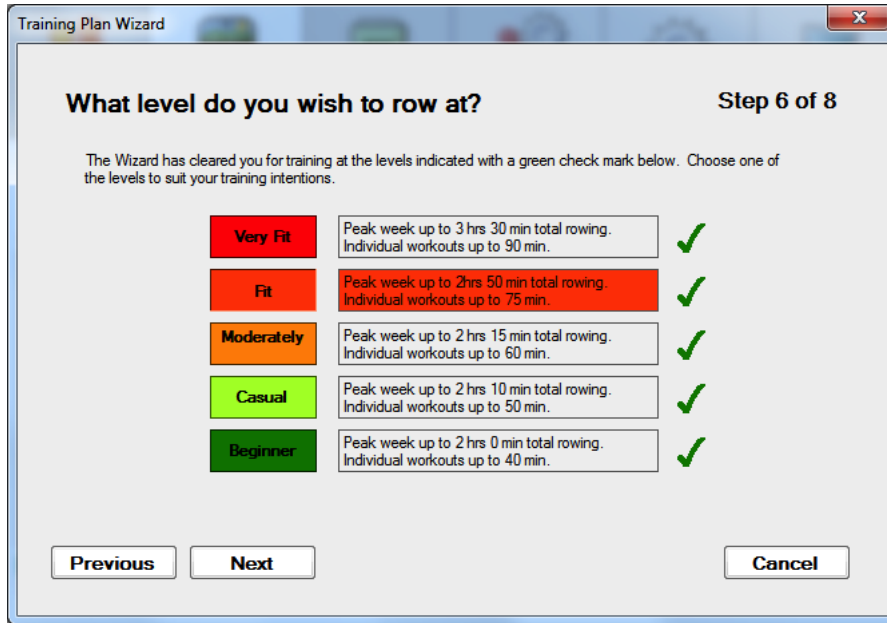 Training Plan Wizard
What level do you wish to row at?
Step 6 of 8
The Wizard has cleared you for training at the levels indicated with a green check mark below. Choose one of
the levels to suit your training intentions.
Very Fit
Peak week up to 3 hrs 30 min total rowing.
Individual workouts up to 90 min.
Fit
Peak week up to 2hrs 50 min total rowing.
Individual workouts up to 75 min.
Moderately
Peak week up to 2 hrs 15 min total rowing.
Individual workouts up to 60 min.
Casual
Peak week up to 2 hrs 10 min total rowing.
Individual workouts up to 50 min.
Beginner
Peak week up to 2 hrs 0 min total rowing.
Individual workouts up to 40 min.
Previous
Next
Cancel